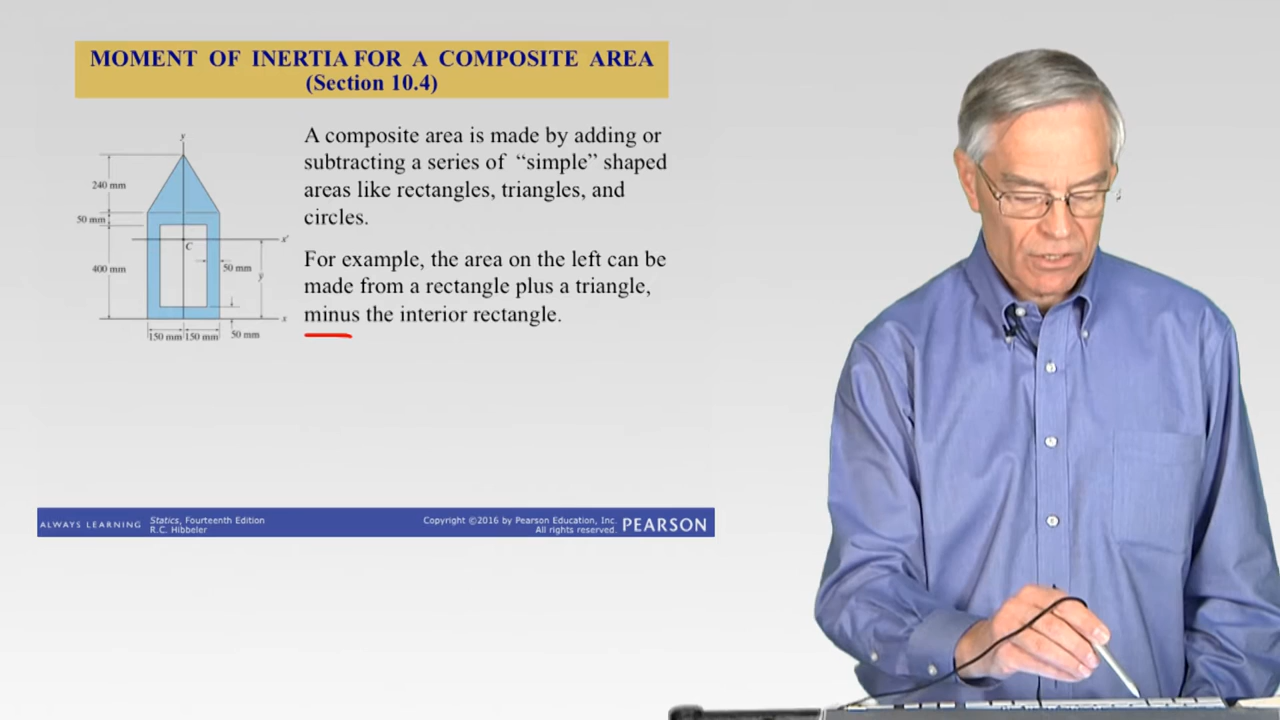 MOMENT OF INERTIA FOR A COMPOSITE AREA
(Section 10.4)
A composite area is made by adding or
subtracting a series of “simple” shaped
areas like rectangles, triangles, and
circles.
For example, the area on the left can be
made from a rectangle plus a triangle,
minus the interior rectangle.
y
240 mm
50 mm
x'
C
400 mm
50 mm
y
x
150 mm 150 mm
50 mm
ALWAYS LEARNING
Statics, Fourteenth Edition
R.C. Hibbeler
Copyright ©2016 by Pearson Education, Inc.
All rights reserved.
PEARSON